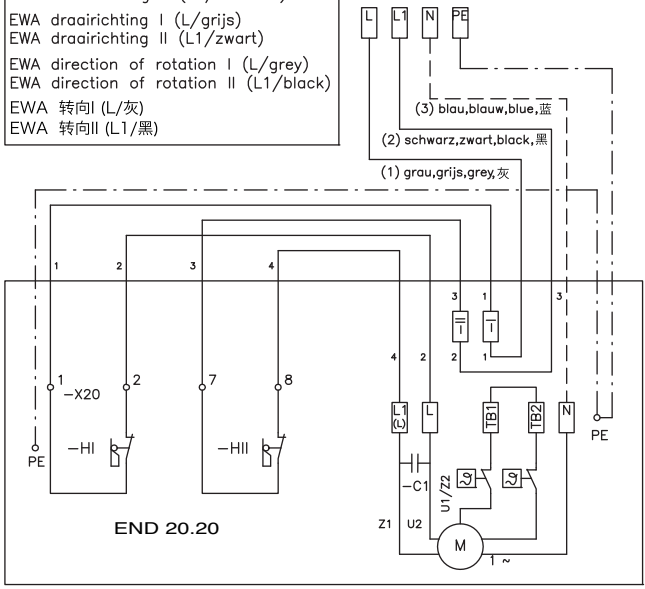 EWA draairichting I (L/grijs)
EWA draairichting II (L1/zwart)
EWA direction of rotation I (L/grey)
EWA direction of rotation II (L1/black)
EWA 转向I (L/灰)
EWA 转向II (L1/黑)
L L1 N PE
(3) blau,blauw,blue,蓝
(2) schwarz,zwart,black,黑
(1) grau,grijs,grey,灰
1 2 3 4 3 1 3
II I
4 2 2 1
1 2 7 8
-X20
L1 (L) L TB1 TB2 N
PE
-HI -HII
PE
-C1
U1/Z2
END 20.20
Z1 U2
M
1 ~